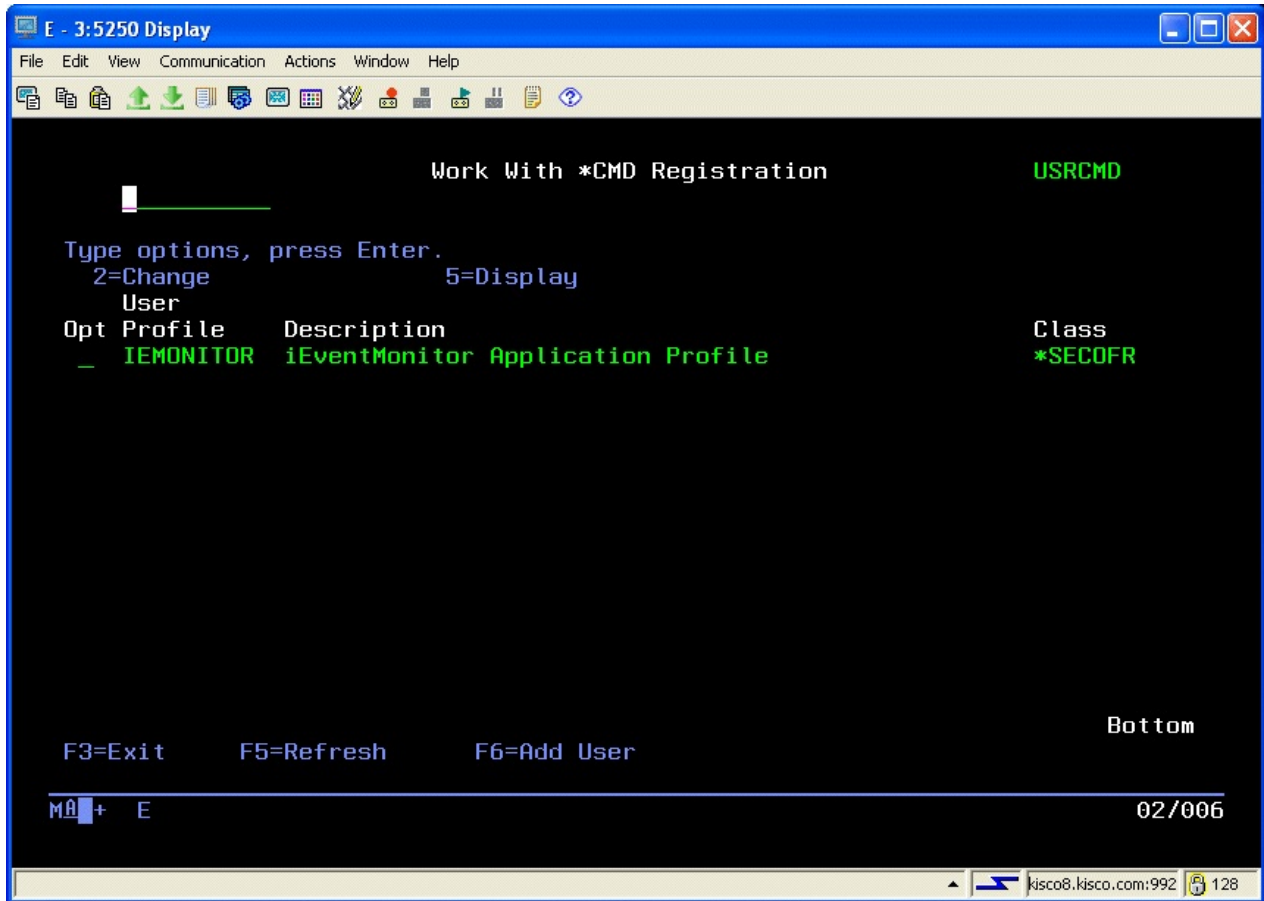 E - 3:5250 Display
File Edit View Communication Actions Window Help
Work With *CMD Registration USRCMD
Type options, press Enter.
2=Change 5=Display
User
Opt Profile Description Class
_ IEMONITOR iEventMonitor Application Profile *SECOFR
Bottom
F3=Exit F5=Refresh F6=Add User
MA + E 02/006
kisco8.kisco.com:992 128